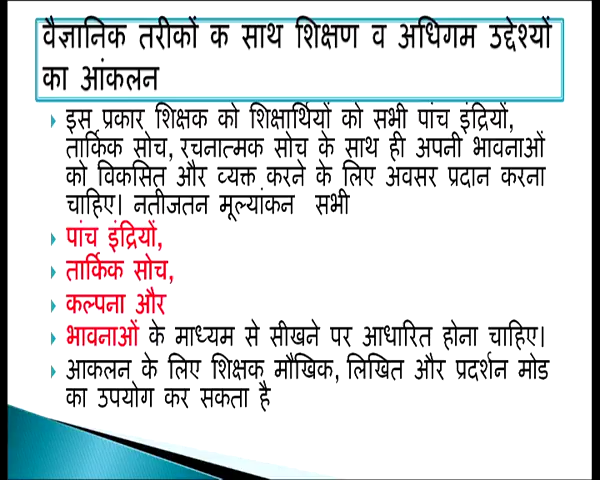 वैज्ञानिक तरीकों क साथ शिक्षण व अधिगम उद्देश्यों
का आंकलन
इस प्रकार शिक्षक को शिक्षार्थियों को सभी पांच इंद्रियों,
तार्किक सोच, रचनात्मक सोच के साथ ही अपनी भावनाओं
को विकसित और व्यक्त करने के लिए अवसर प्रदान करना
चाहिए। नतीजतन मूल्यांकन सभी
पांच इंद्रियों,
तार्किक सोच,
कल्पना और
भावनाओं के माध्यम से सीखने पर आधारित होना चाहिए।
आकलन के लिए शिक्षक मौखिक, लिखित और प्रदर्शन मोड
का उपयोग कर सकता है